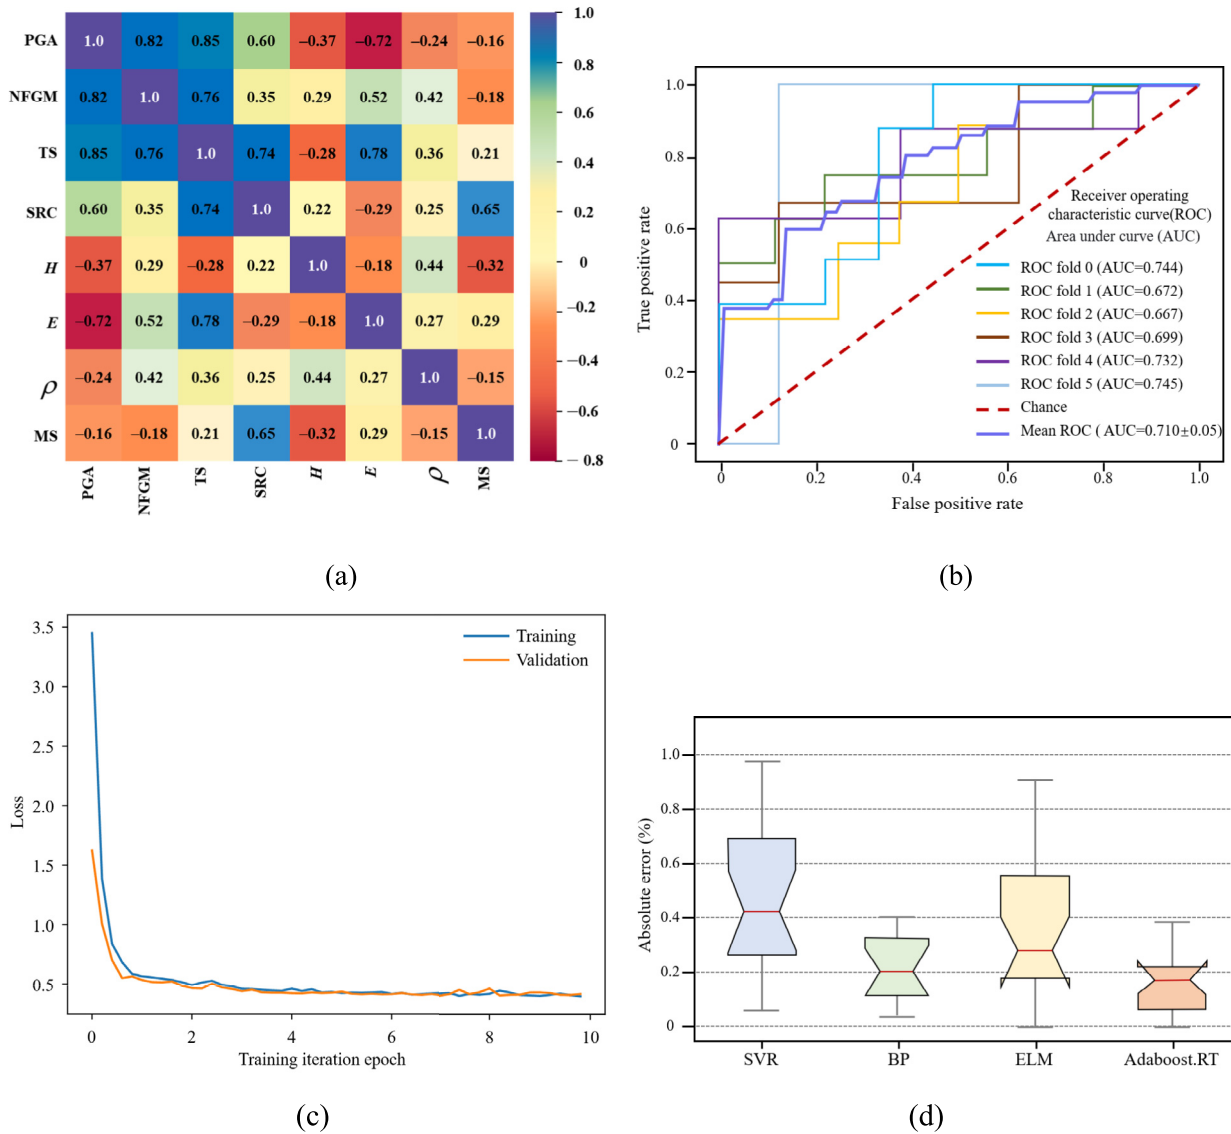 PGA 1.0 0.82 0.85 0.60 −0.37 −0.72 −0.24 −0.16
NFGM 0.82 1.0 0.76 0.35 0.29 0.52 0.42 −0.18
TS 0.85 0.76 1.0 0.74 −0.28 0.78 0.36 0.21
SRC 0.60 0.35 0.74 1.0 0.22 −0.29 0.25 0.65
H −0.37 0.29 −0.28 0.22 1.0 −0.18 0.44 −0.32
E −0.72 0.52 0.78 −0.29 −0.18 1.0 0.27 0.29
ρ −0.24 0.42 0.36 0.25 0.44 0.27 1.0 −0.15
MS −0.16 −0.18 0.21 0.65 −0.32 0.29 −0.15 1.0
PGA NFGM TS SRC H E ρ MS
1.0
0.8
0.6
0.4
0.2
0
−0.2
−0.4
−0.6
−0.8
(a)
True positive rate
1.0
0.8
0.6
0.4
0.2
0
Receiver operating
characteristic curve(ROC)
Area under curve (AUC)
ROC fold 0 (AUC=0.744)
ROC fold 1 (AUC=0.672)
ROC fold 2 (AUC=0.667)
ROC fold 3 (AUC=0.699)
ROC fold 4 (AUC=0.732)
ROC fold 5 (AUC=0.745)
Chance
Mean ROC ( AUC=0.710±0.05)
0 0.2 0.4 0.6 0.8 1.0
False positive rate
(b)
Loss
3.5
3.0
2.5
2.0
1.5
1.0
0.5
Training
Validation
0 2 4 6 8 10
Training iteration epoch
(c)
Absolute error (%)
1.0
0.8
0.6
0.4
0.2
0
SVR BP ELM Adaboost.RT
(d)